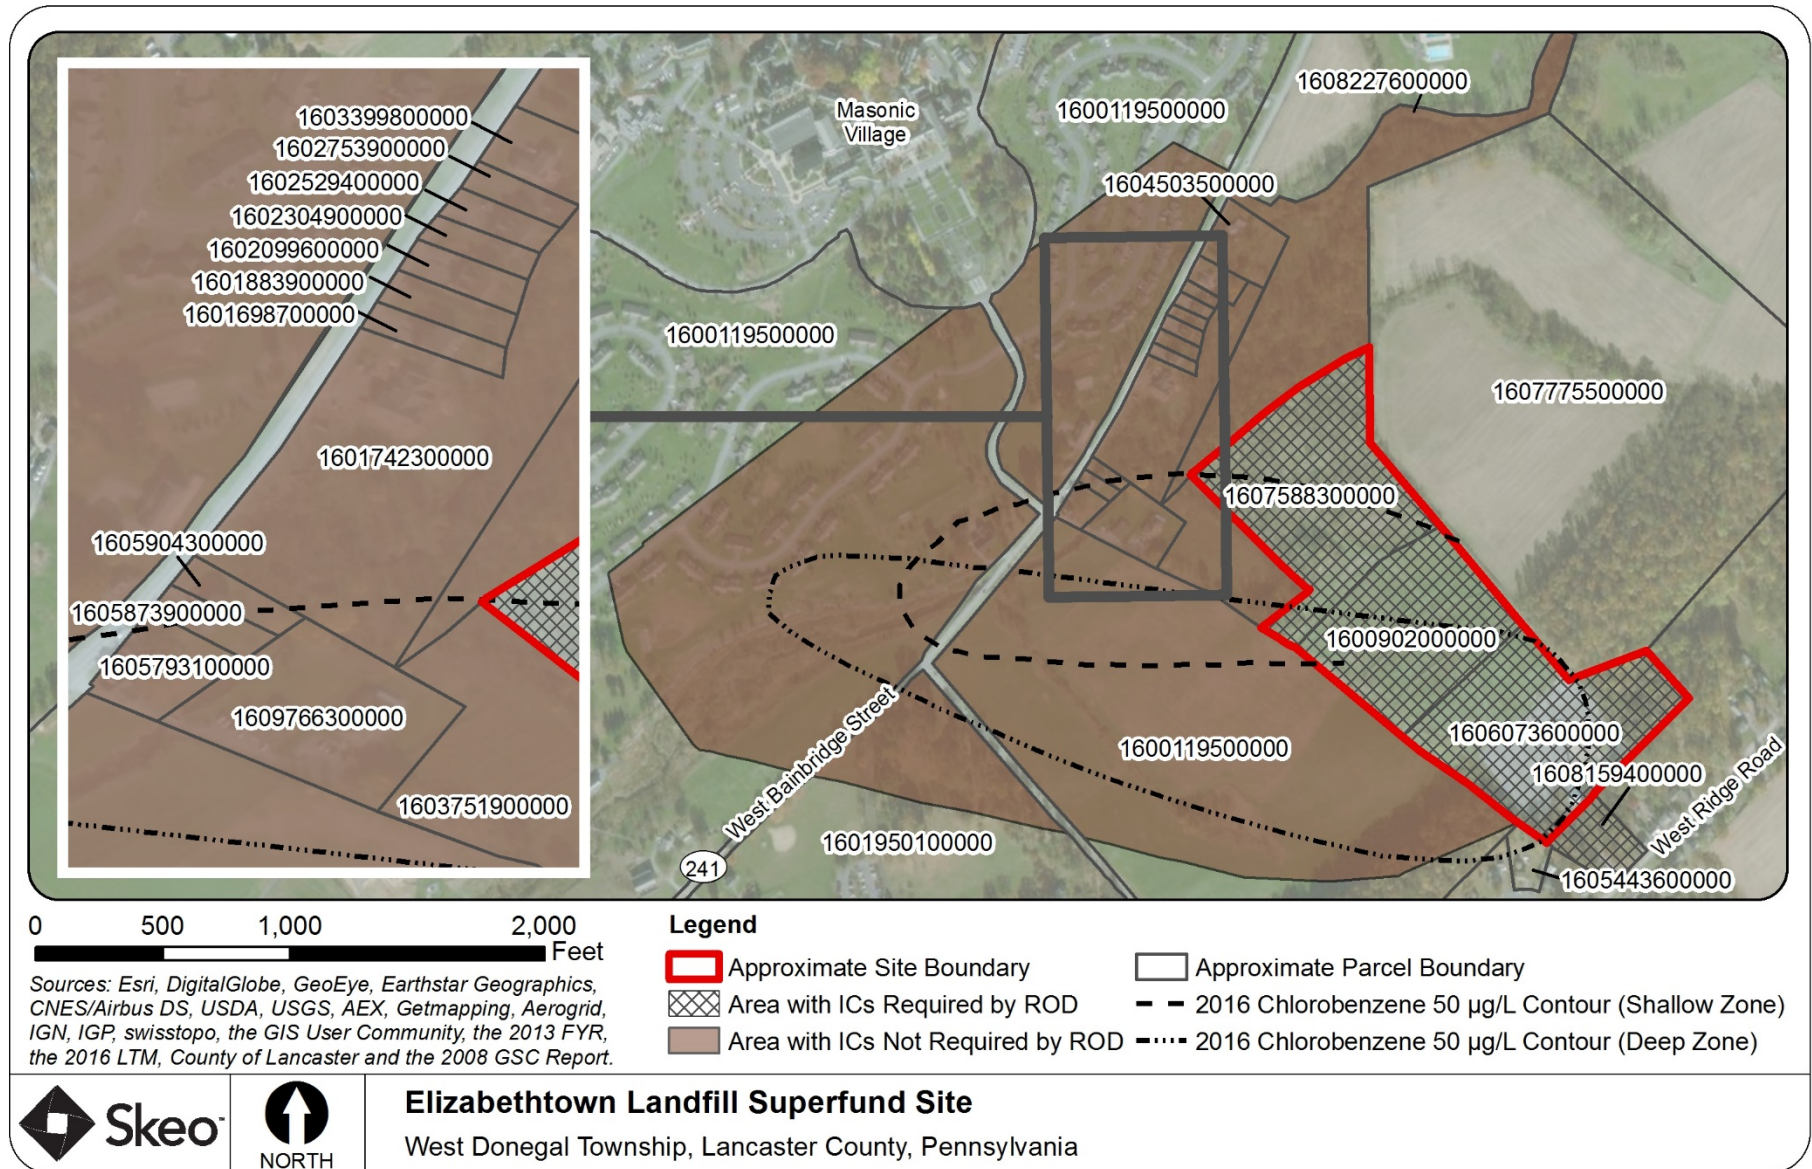 1603399800000
1602753900000
1602529400000
1602304900000
1602099600000
1601883900000
1601698700000
1601742300000
1605904300000
1605873900000
1605793100000
1609766300000
1603751900000
Masonic
Village
1600119500000
1608227600000
1604503500000
1600119500000
1607775500000
1607588300000
1600902000000
1606073600000
1600119500000
1608159400000
West Bainbridge Street
West Ridge Road
1601950100000
241
1605443600000
0 500 1,000 2,000
Feet
Sources: Esri, DigitalGlobe, GeoEye, Earthstar Geographics,
CNES/Airbus DS, USDA, USGS, AEX, Getmapping, Aerogrid,
IGN, IGP, swisstopo, the GIS User Community, the 2013 FYR,
the 2016 LTM, County of Lancaster and the 2008 GSC Report.
Legend
Approximate Site Boundary
Area with ICs Required by ROD
Area with ICs Not Required by ROD
Approximate Parcel Boundary
2016 Chlorobenzene 50 µg/L Contour (Shallow Zone)
2016 Chlorobenzene 50 µg/L Contour (Deep Zone)
Skeo
NORTH
Elizabethtown Landfill Superfund Site
West Donegal Township, Lancaster County, Pennsylvania